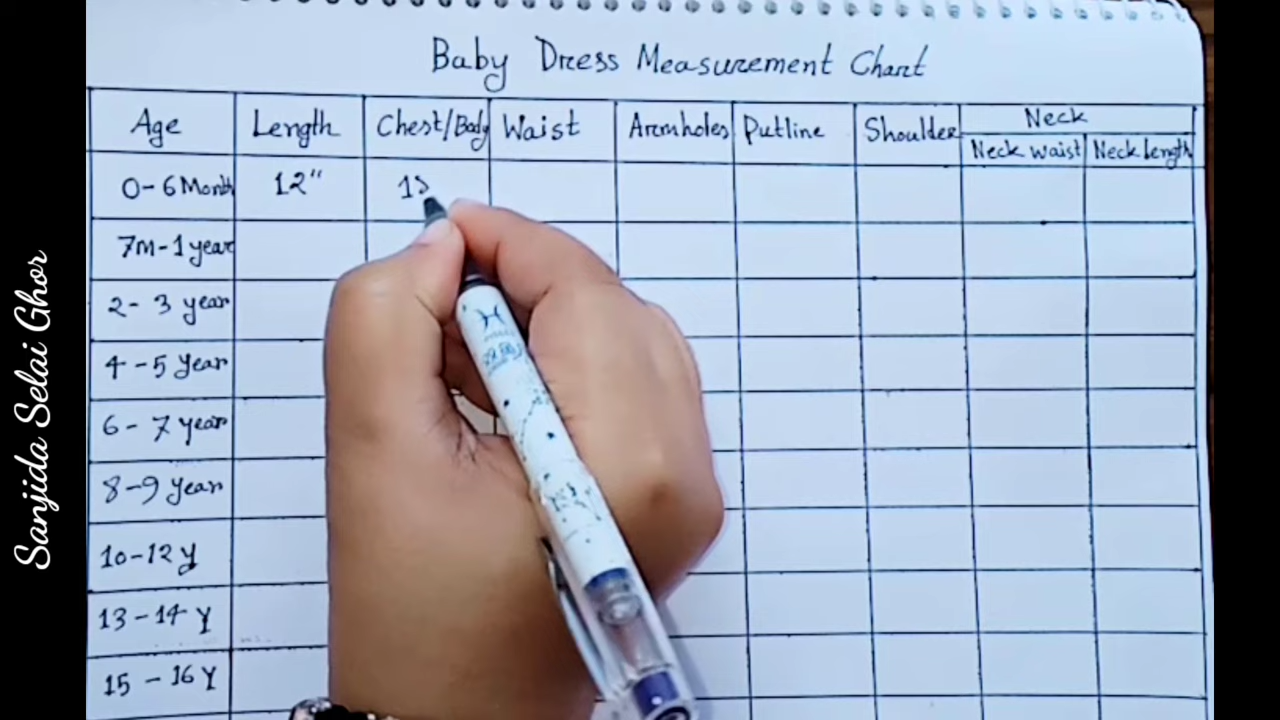 Sanjida Selai Ghor
Baby Dress Measurement Chart
Age Length Chest/Body Waist Armholes Putline Shoulder Neck
Neck waist Neck length
0-6 Month 12"
7m-1 year
2-3 year
4-5 Year
6-7 year
8-9 Year
10-12 y
13-14 Y
15-16 Y